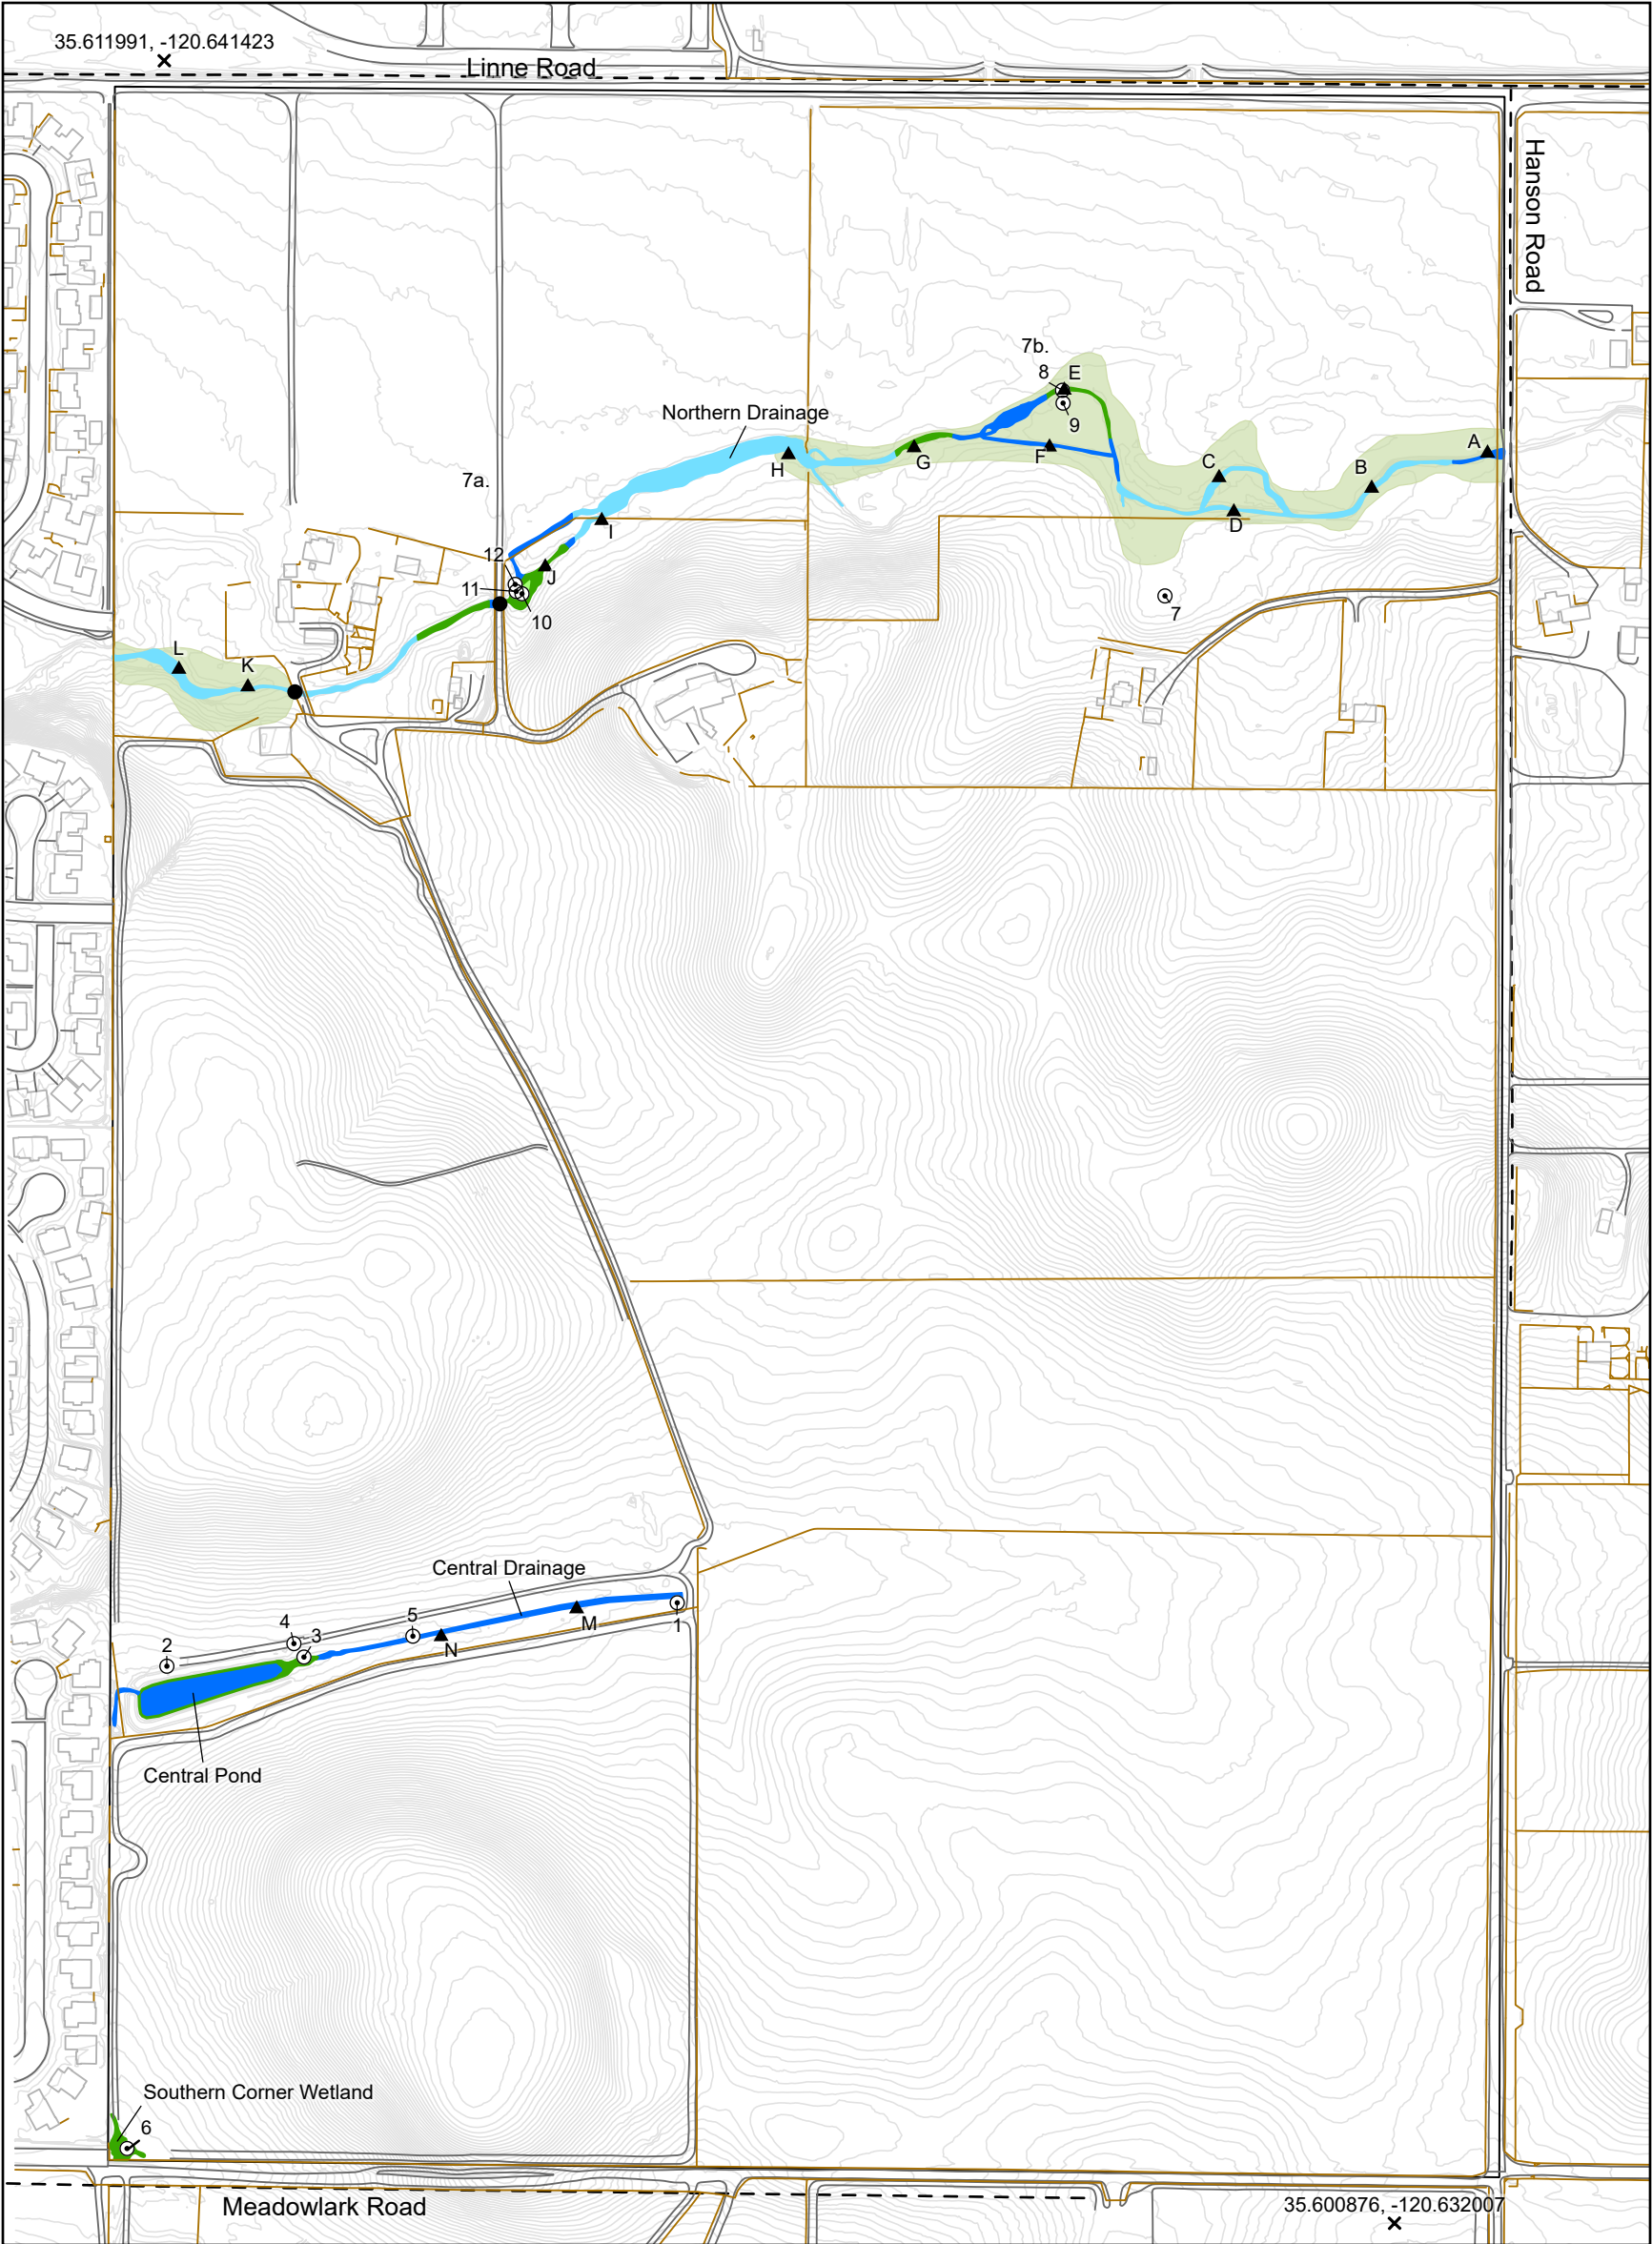 35.611991, -120.641423
Linne Road
Hanson Road
7b.
8
E
9
Northern Drainage
A
G
F
C
B
H
7a.
D
I
12
J
11
10
7
L
K
Central Drainage
5
4
3
M
1
2
N
Central Pond
Southern Corner Wetland
6
Meadowlark Road
35.600876, -120.632007